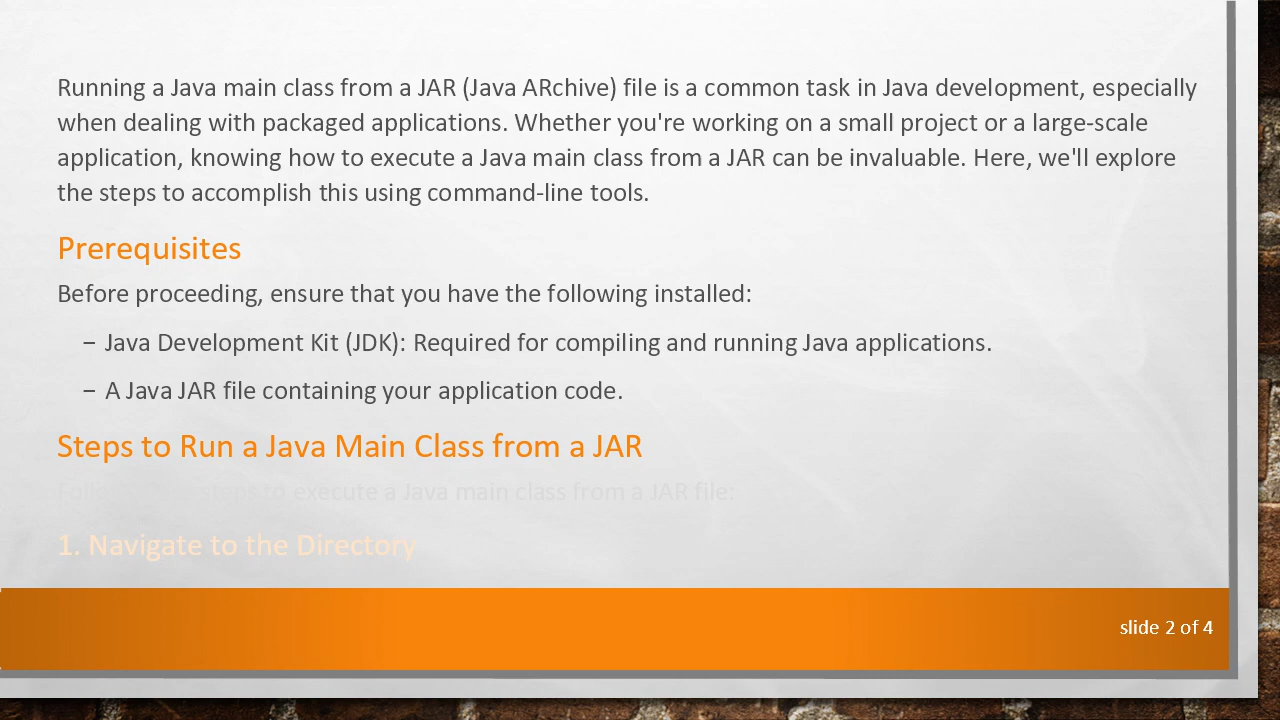 Running a Java main class from a JAR (Java ARchive) file is a common task in Java development, especially
when dealing with packaged applications. Whether you're working on a small project or a large-scale
application, knowing how to execute a Java main class from a JAR can be invaluable. Here, we'll explore
the steps to accomplish this using command-line tools.
Prerequisites
Before proceeding, ensure that you have the following installed:
− Java Development Kit (JDK): Required for compiling and running Java applications.
− A Java JAR file containing your application code.
Steps to Run a Java Main Class from a JAR
Follow these steps to execute a Java main class from a JAR file:
1. Navigate to the Directory
slide 2 of 4